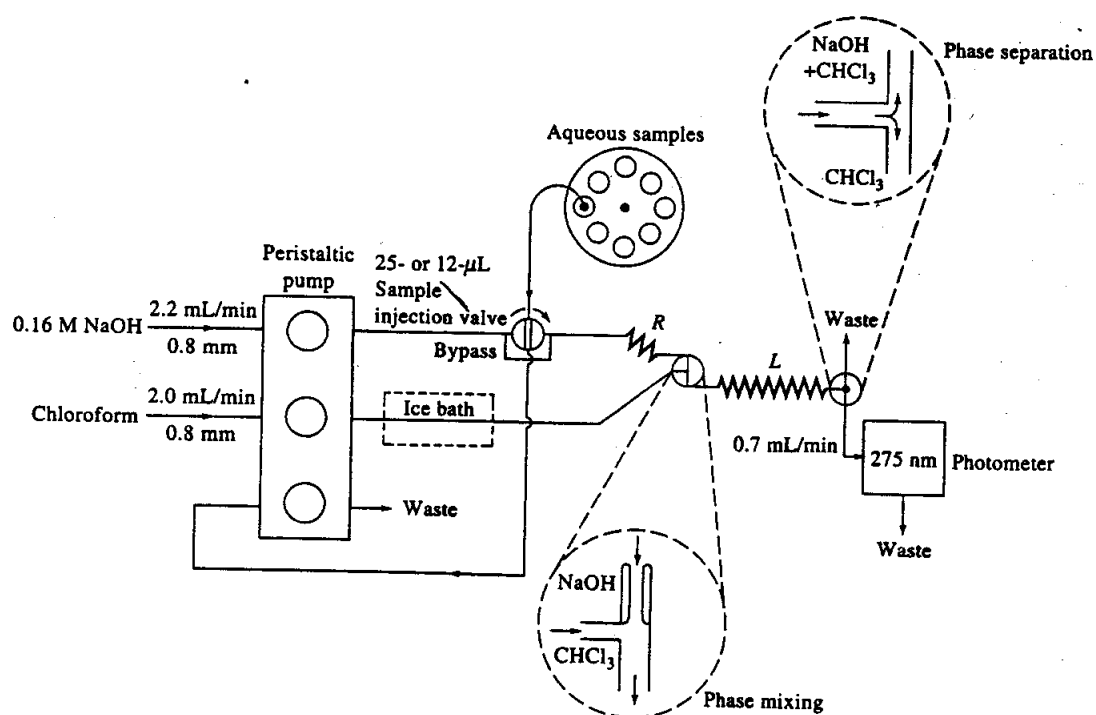 NaOH
+CHCl₃
Phase separation
CHCl₃
Aqueous samples
Peristaltic
pump
25- or 12-μL
Sample
injection valve
Bypass
2.2 mL/min
0.16 M NaOH
0.8 mm
R
Waste
L
2.0 mL/min
Chloroform
0.8 mm
Ice bath
0.7 mL/min
275 nm
Photometer
Waste
Waste
NaOH
CHCl₃
Phase mixing